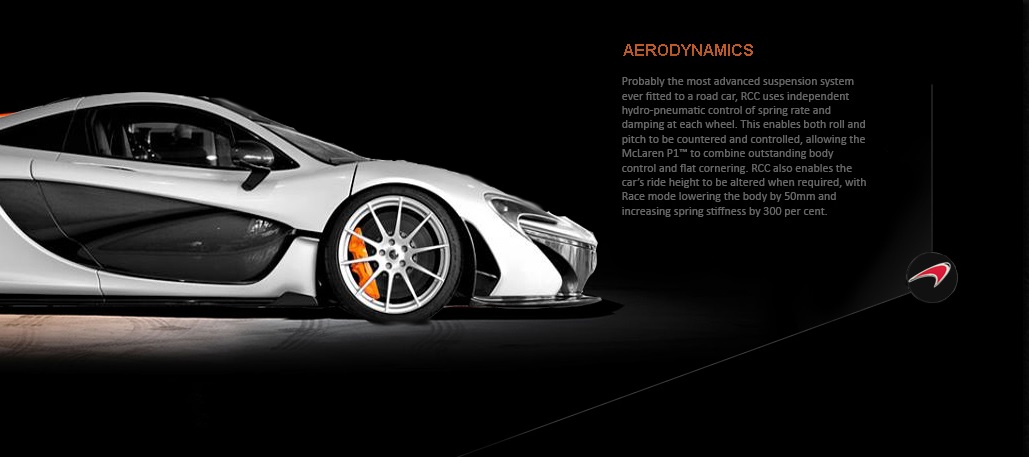 AERODYNAMICS
Probably the most advanced suspension system
ever fitted to a road car, RCC uses independent
hydro-pneumatic control of spring rate and
damping at each wheel. This enables both roll and
pitch to be countered and controlled, allowing the
McLaren P1™ to combine outstanding body
control and flat cornering. RCC also enables the
car's ride height to be altered when required, with
Race mode lowering the body by 50mm and
increasing spring stiffness by 300 per cent.